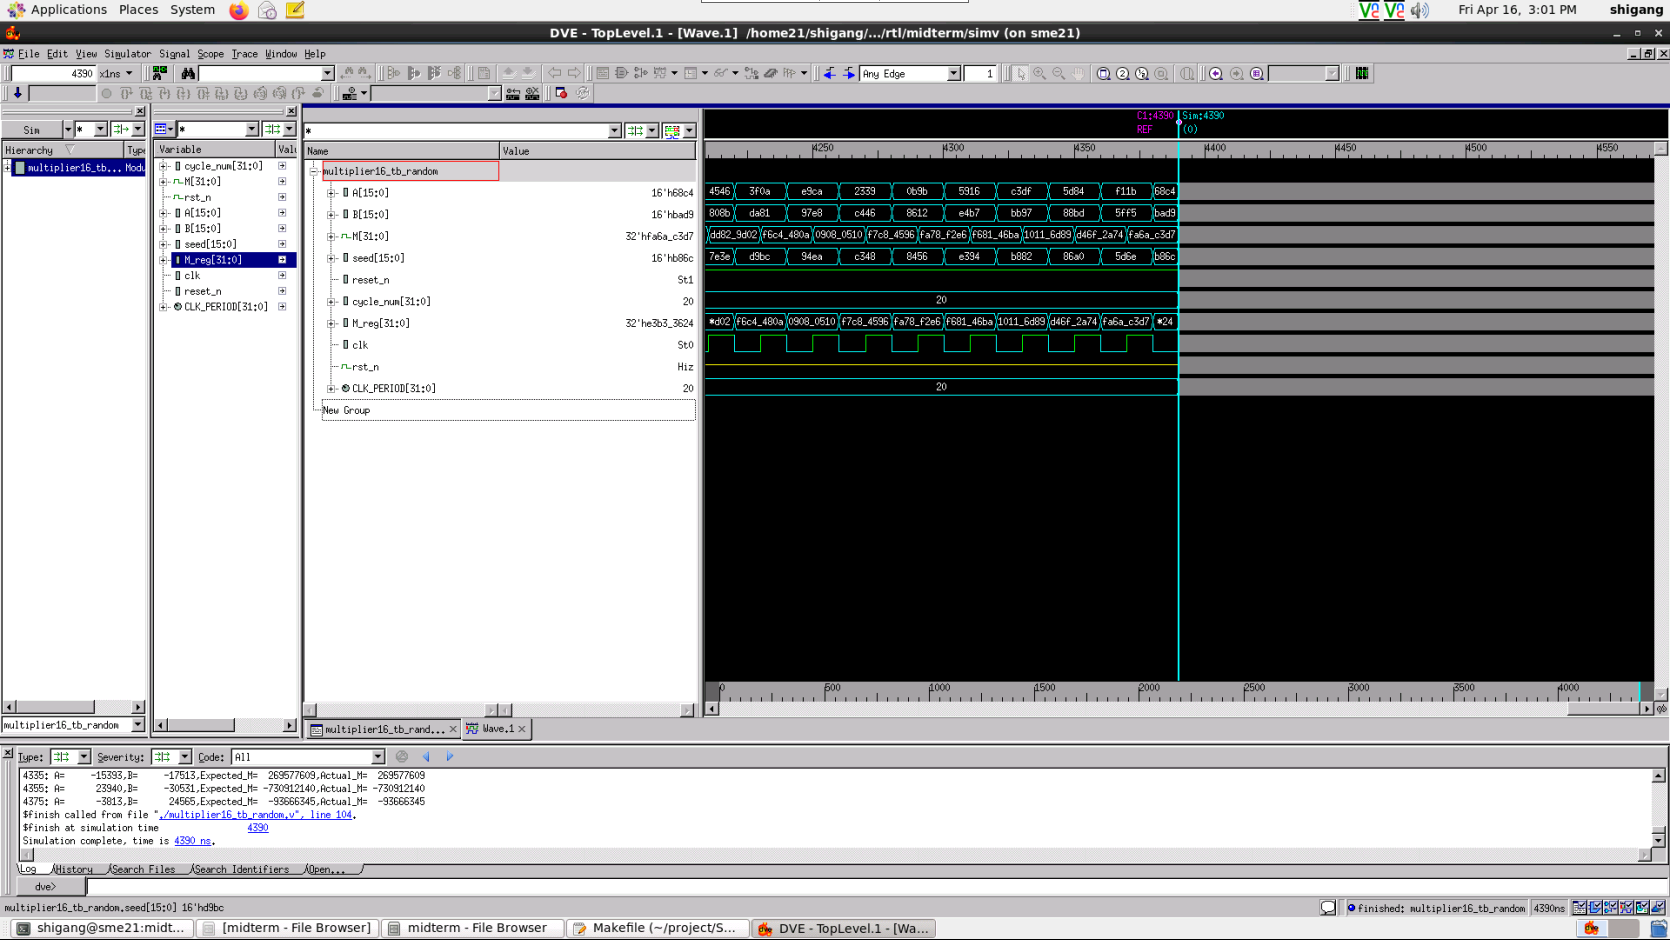 Applications Places System Fri Apr 16, 3:01 PM shigang
DVE - TopLevel.1 - [Wave.1] /home21/shigang/.../rtl/midterm/simv (on sme21)
File Edit View Simulator Signal Scope Trace Window Help
4390 x1ns Any Edge 1
Sim * * *
Hierarchy Type
multiplier16_tb... Modu
Variable Valu
cycle_num[31:0]
M[31:0]
rst_n
A[15:0]
B[15:0]
seed[15:0]
M_reg[31:0]
clk
reset_n
CLK_PERIOD[31:0]
Name Value
multiplier16_tb_random
A[15:0] 16'h68c4
B[15:0] 16'hbad9
M[31:0] 32'hfa6a_c3d7
seed[15:0] 16'hb86c
reset_n St1
cycle_num[31:0] 20
M_reg[31:0] 32'he3b3_3624
clk St0
rst_n Hiz
CLK_PERIOD[31:0] 20
New Group
C1:4390 Sim:4390
REF (0)
4250 4300 4350 4400 4450 4500 4550
4546 3f0a e9ca 2339 0b9b 5916 c3df 5d84 f11b 68c4
808b da81 97e8 c446 8612 e4b7 bb97 88bd 5ff5 bad9
dd82_9d02 f6c4_480a 0908_0510 f7c8_4596 fa78_f2e6 f681_46ba 1011_6d89 d46f_2a74 fa6a_c3d7
7e3e d9bc 94ea c348 8456 e394 b882 86a0 5d6e b86c
20
*d02 f6c4_480a 0908_0510 f7c8_4596 fa78_f2e6 f681_46ba 1011_6d89 d46f_2a74 fa6a_c3d7 *24
20
0 500 1000 1500 2000 2500 3000 3500 4000
multiplier16_tb_random
multiplier16_tb_rand... Wave.1
Type: Severity: Code: All
4335: A= -15393,B= -17513,Expected_M= 269577609,Actual_M= 269577609
4355: A= 23940,B= -30531,Expected_M= -730912140,Actual_M= -730912140
4375: A= -3813,B= 24565,Expected_M= -93666345,Actual_M= -93666345
$finish called from file "./multiplier16_tb_random.v", line 104.
$finish at simulation time 4390
Simulation complete, time is 4390 ns.
Log History Search Files Search Identifiers Open...
dve>
multiplier16_tb_random.seed[15:0] 16'hd9bc finished: multiplier16_tb_random 4390ns
shigang@sme21:midt... [midterm - File Browser] midterm - File Browser Makefile (~/project/S... DVE - TopLevel.1 - [Wa...